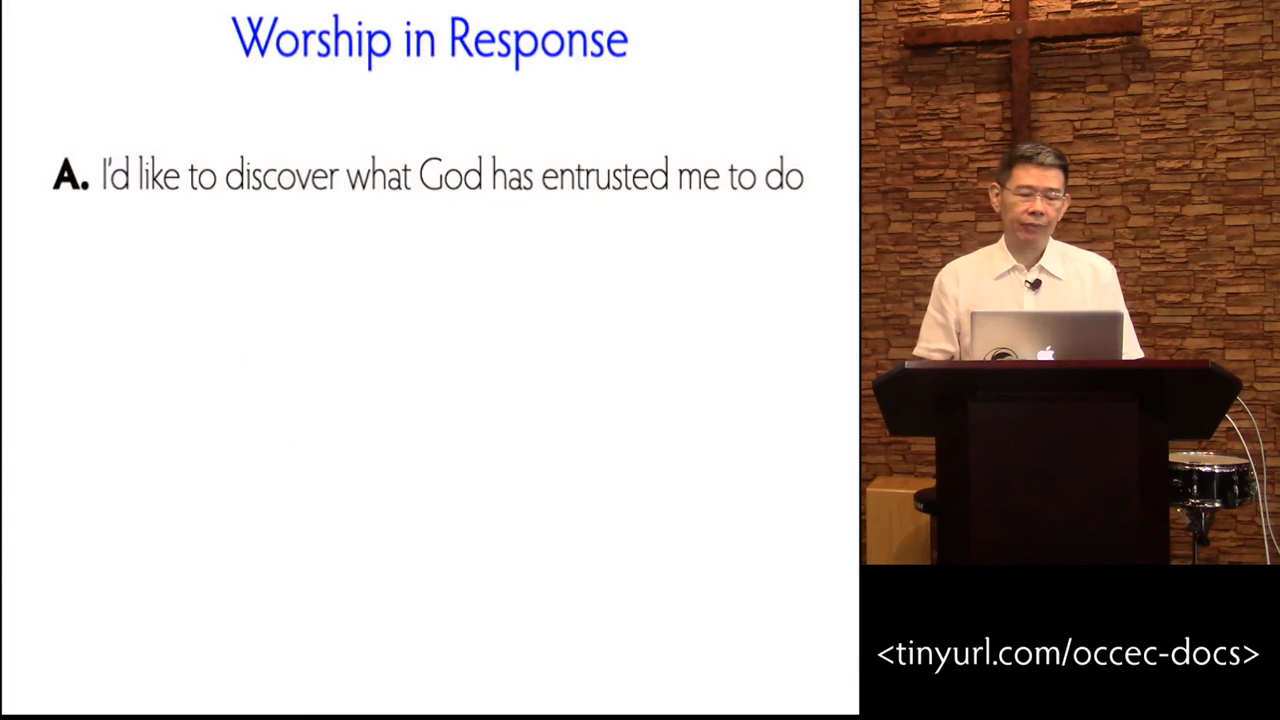 Worship in Response
A. I'd like to discover what God has entrusted me to do
<tinyurl.com/occec-docs>